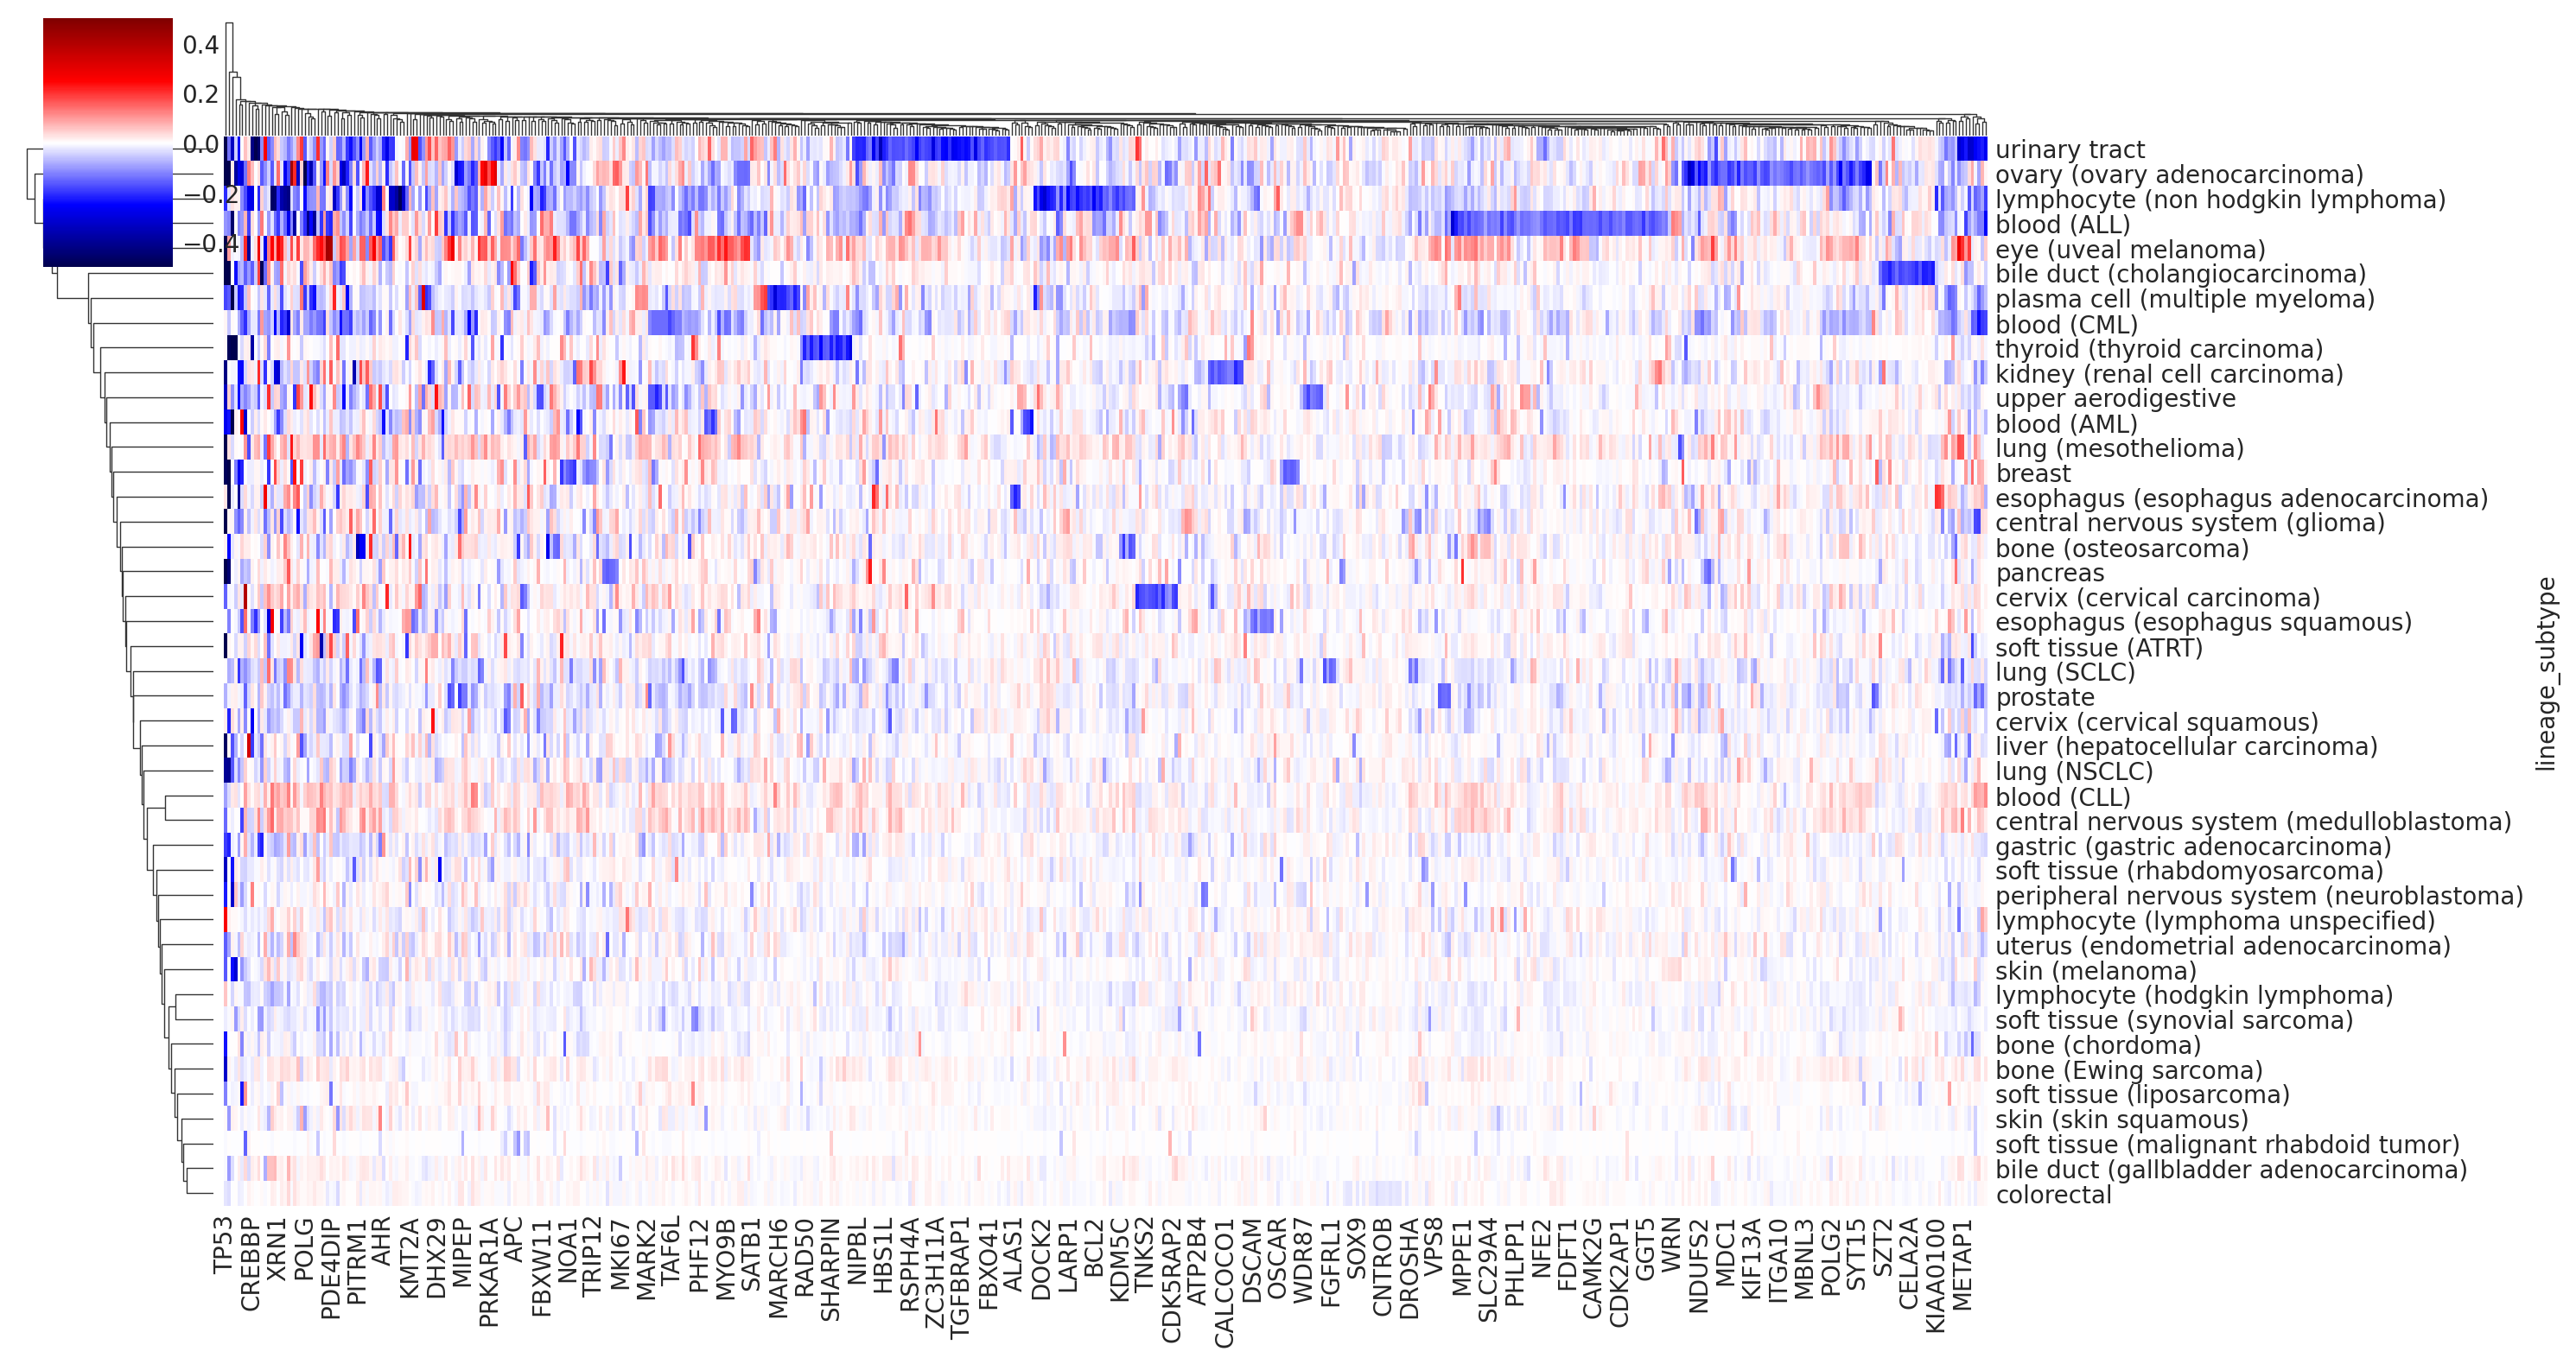 0.4
0.2
0.0
−0.2
−0.4
urinary tract
ovary (ovary adenocarcinoma)
lymphocyte (non hodgkin lymphoma)
blood (ALL)
eye (uveal melanoma)
bile duct (cholangiocarcinoma)
plasma cell (multiple myeloma)
blood (CML)
thyroid (thyroid carcinoma)
kidney (renal cell carcinoma)
upper aerodigestive
blood (AML)
lung (mesothelioma)
breast
esophagus (esophagus adenocarcinoma)
central nervous system (glioma)
bone (osteosarcoma)
pancreas
cervix (cervical carcinoma)
esophagus (esophagus squamous)
soft tissue (ATRT)
lung (SCLC)
prostate
cervix (cervical squamous)
liver (hepatocellular carcinoma)
lung (NSCLC)
blood (CLL)
central nervous system (medulloblastoma)
gastric (gastric adenocarcinoma)
soft tissue (rhabdomyosarcoma)
peripheral nervous system (neuroblastoma)
lymphocyte (lymphoma unspecified)
uterus (endometrial adenocarcinoma)
skin (melanoma)
lymphocyte (hodgkin lymphoma)
soft tissue (synovial sarcoma)
bone (chordoma)
bone (Ewing sarcoma)
soft tissue (liposarcoma)
skin (skin squamous)
soft tissue (malignant rhabdoid tumor)
bile duct (gallbladder adenocarcinoma)
colorectal
lineage_subtype
TP53
CREBBP
XRN1
POLG
PDE4DIP
PITRM1
AHR
KMT2A
DHX29
MIPEP
PRKAR1A
APC
FBXW11
NOA1
TRIP12
MKI67
MARK2
TAF6L
PHF12
MYO9B
SATB1
MARCH6
RAD50
SHARPIN
NIPBL
HBS1L
RSPH4A
ZC3H11A
TGFBRAP1
FBXO41
ALAS1
DOCK2
LARP1
BCL2
KDM5C
TNKS2
CDK5RAP2
ATP2B4
CALCOCO1
DSCAM
OSCAR
WDR87
FGFRL1
SOX9
CNTROB
DROSHA
VPS8
MPPE1
SLC29A4
PHLPP1
NFE2
FDFT1
CAMK2G
CDK2AP1
GGT5
WRN
NDUFS2
MDC1
KIF13A
ITGA10
MBNL3
POLG2
SYT15
SZT2
CELA2A
KIAA0100
METAP1